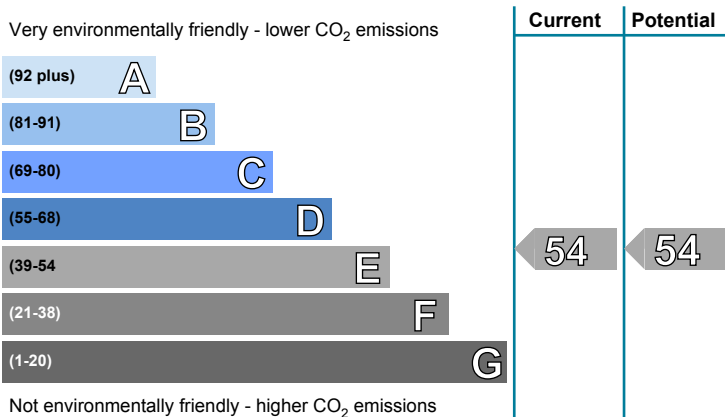 Very environmentally friendly - lower CO₂ emissions
Current Potential
(92 plus) A
(81-91) B
(69-80) C
(55-68) D
(39-54 E
54 54
(21-38) F
(1-20) G
Not environmentally friendly - higher CO₂ emissions